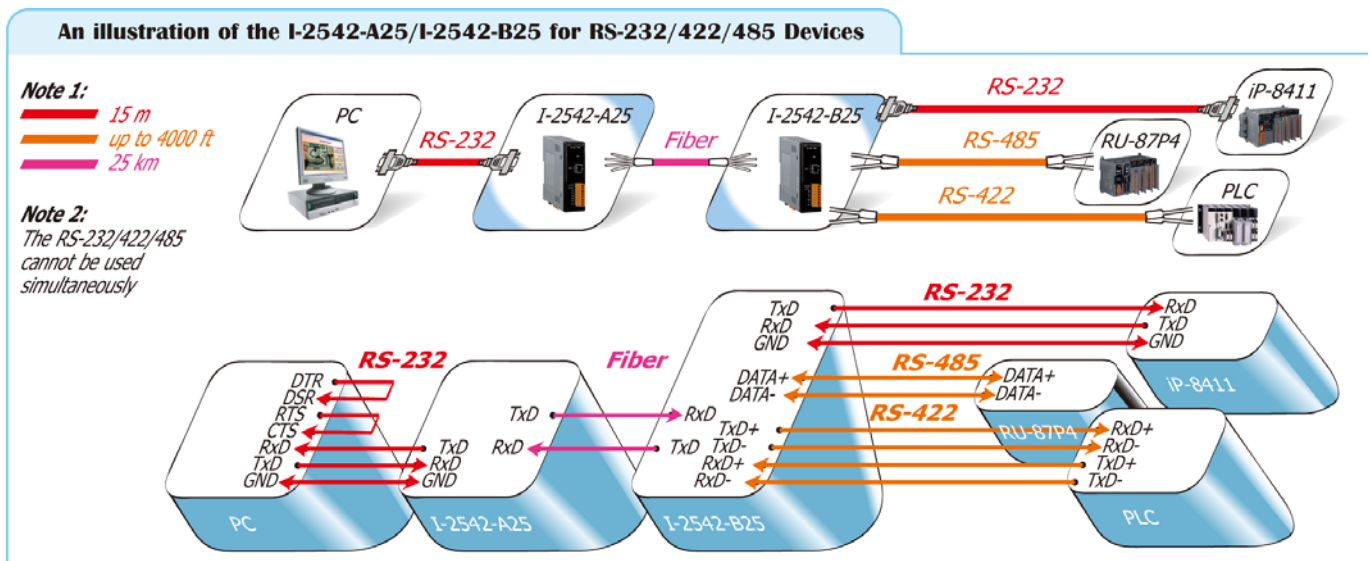 An illustration of the I-2542-A25/I-2542-B25 for RS-232/422/485 Devices
Note 1:
15 m
up to 4000 ft
25 km
Note 2:
The RS-232/422/485
cannot be used
simultaneously
PC
RS-232
I-2542-A25
Fiber
I-2542-B25
RS-232
iP-8411
RS-485
RU-87P4
RS-422
PLC
RS-232
DTR
DSR
RTS
CTS
RxD
TxD
GND
PC
TxD
RxD
GND
TxD
RxD
I-2542-A25
Fiber
RxD
TxD
TxD
RxD
GND
DATA+
DATA-
TxD+
TxD-
RxD+
RxD-
I-2542-B25
RS-232
RxD
TxD
GND
iP-8411
RS-485
DATA+
DATA-
RU-87P4
RS-422
RxD+
RxD-
TxD+
TxD-
PLC